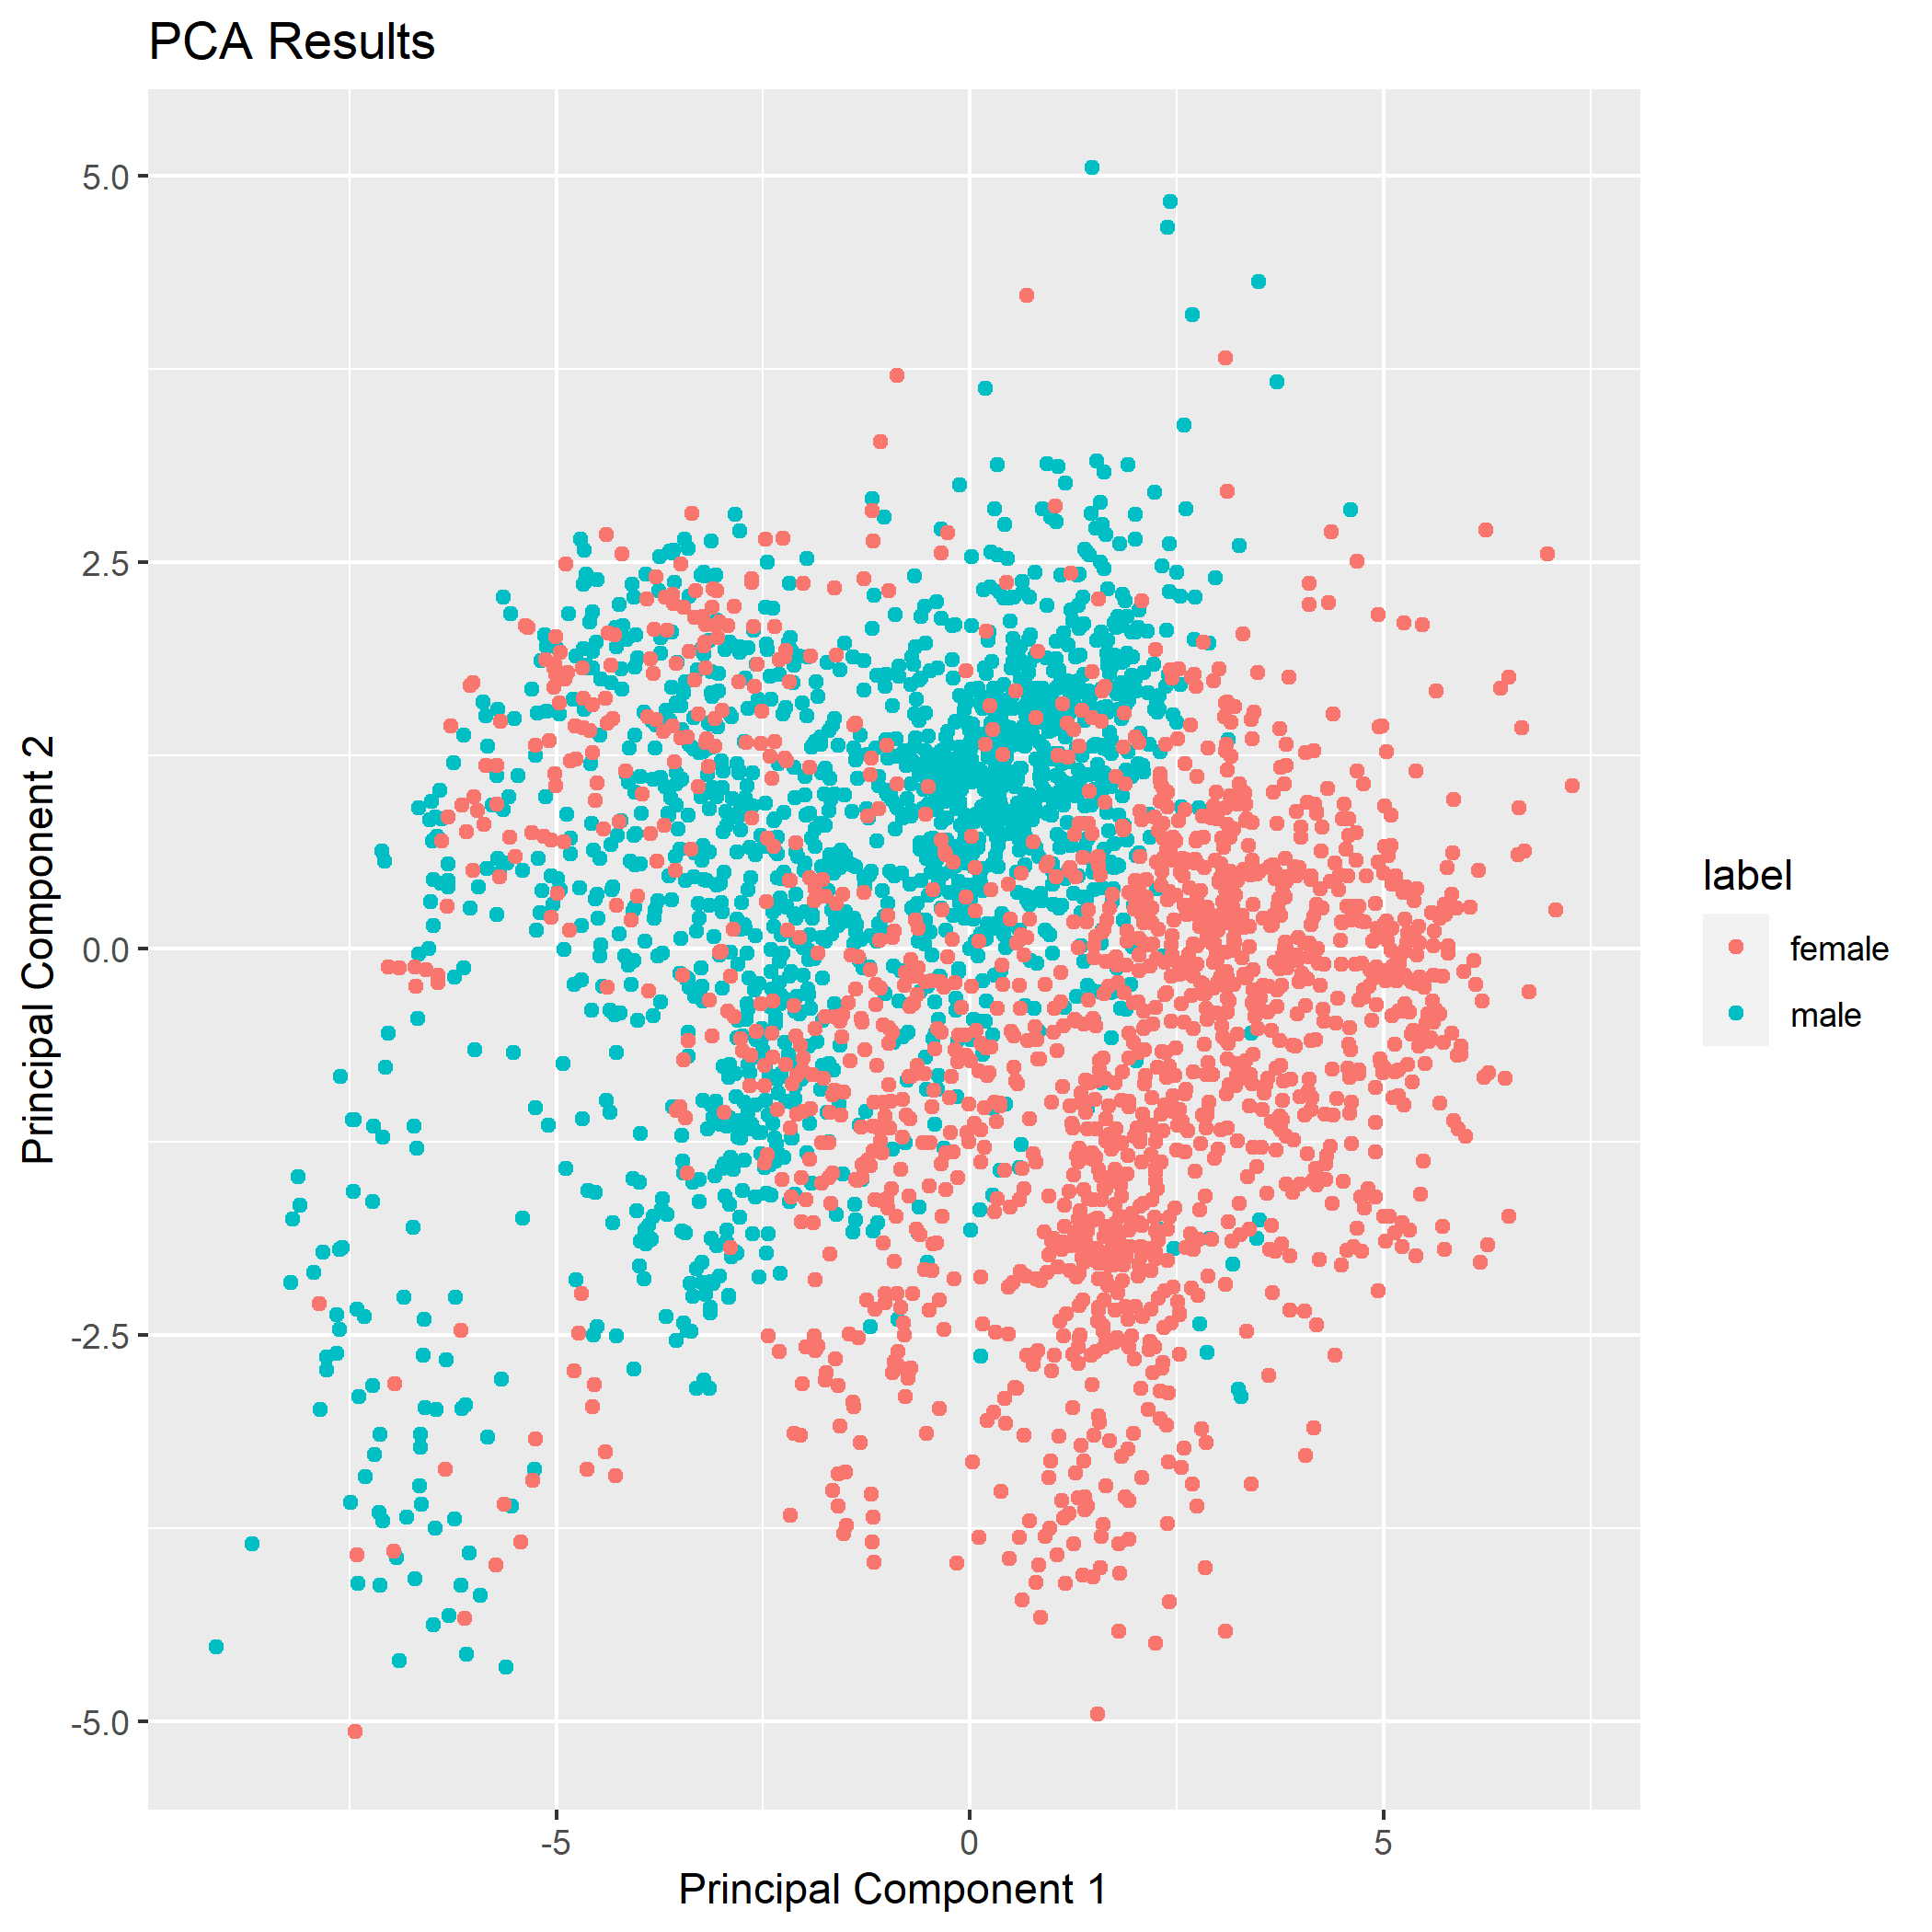 PCA Results
Principal Component 2
5.0
2.5
0.0
-2.5
-5.0
-5
0
5
Principal Component 1
label
female
male